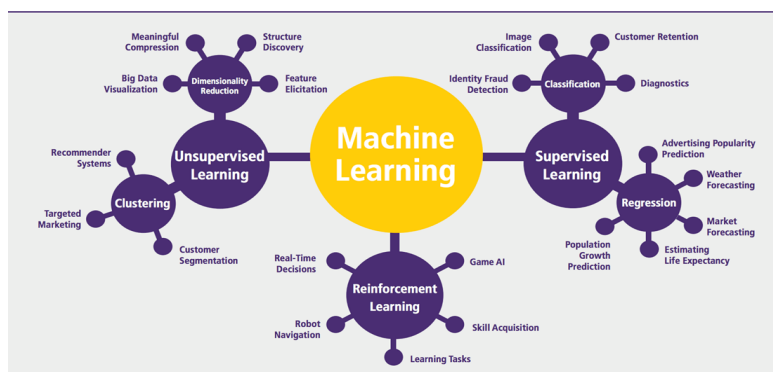 Machine
Learning
Unsupervised
Learning
Dimensionality
Reduction
Meaningful
Compression
Structure
Discovery
Big Data
Visualization
Feature
Elicitation
Clustering
Recommender
Systems
Targeted
Marketing
Customer
Segmentation
Supervised
Learning
Classification
Image
Classification
Customer Retention
Identity Fraud
Detection
Diagnostics
Regression
Advertising Popularity
Prediction
Weather
Forecasting
Market
Forecasting
Population
Growth
Prediction
Estimating
Life Expectancy
Reinforcement
Learning
Real-Time
Decisions
Game AI
Robot
Navigation
Skill Acquisition
Learning Tasks